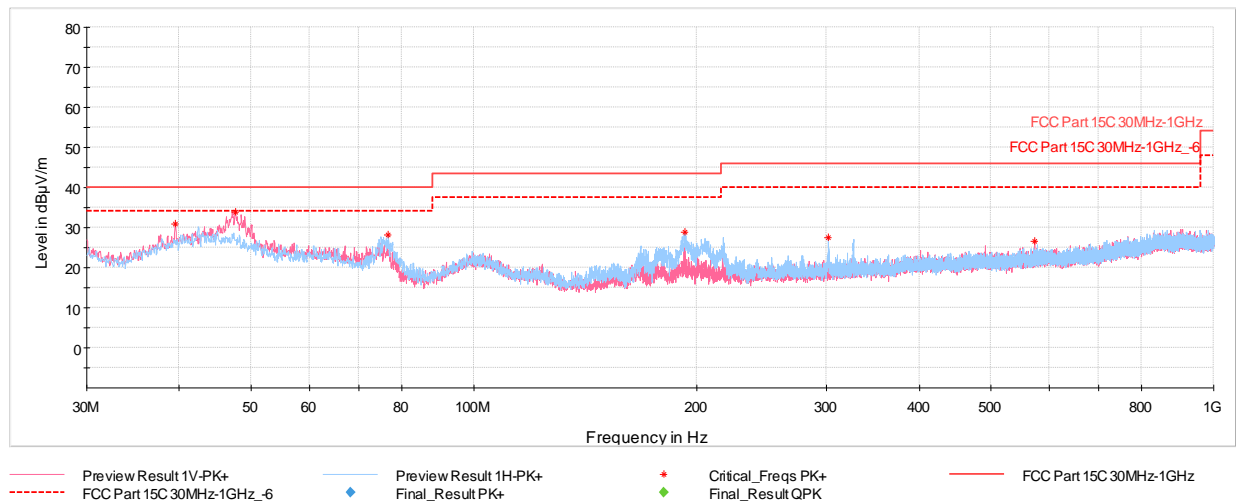 80
70
60
50
40
30
20
10
0
Level in dBµV/m
FCC Part 15C 30MHz-1GHz
FCC Part 15C 30MHz-1GHz_-6
30M 50 60 80 100M 200 300 400 500 800 1G
Frequency in Hz
Preview Result 1V-PK+ Preview Result 1H-PK+ Critical_Freqs PK+ FCC Part 15C 30MHz-1GHz
FCC Part 15C 30MHz-1GHz_-6 Final_Result PK+ Final_Result QPK